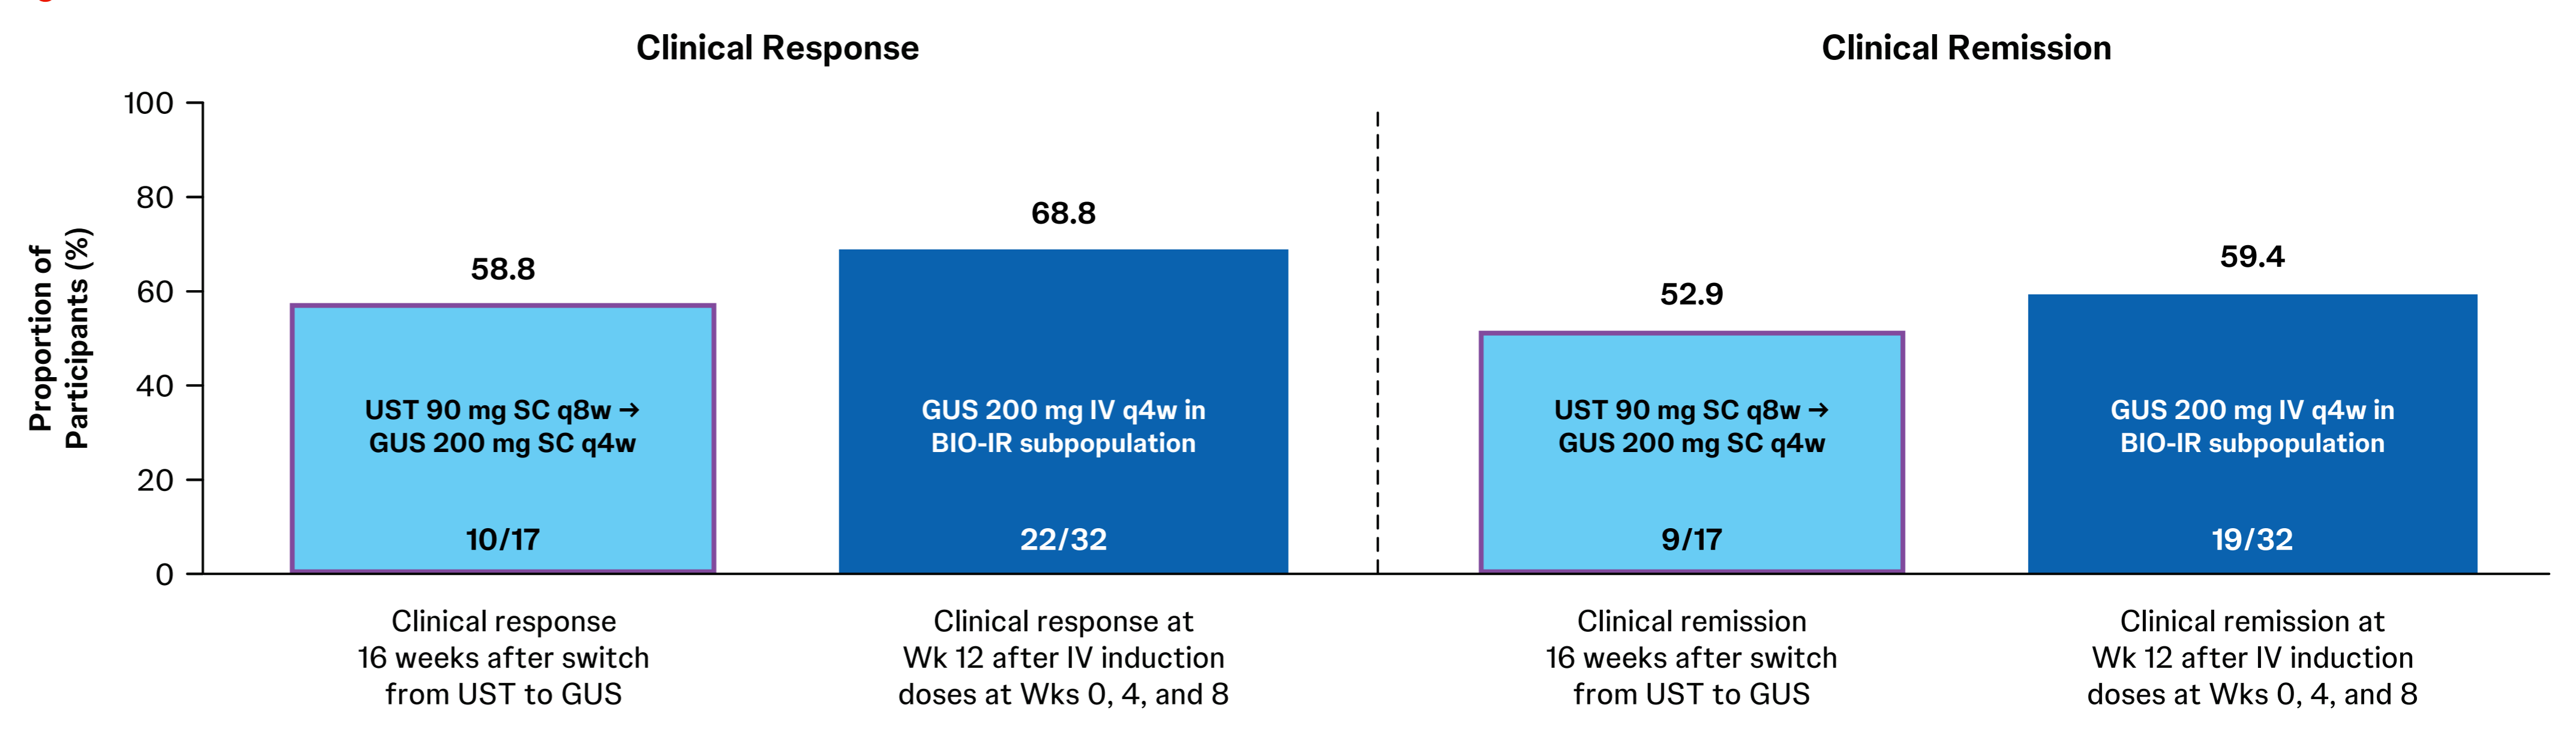 Clinical Response
Clinical Remission
Proportion of
Participants (%)
100
80
60
40
20
0
58.8
UST 90 mg SC q8w →
GUS 200 mg SC q4w
10/17
68.8
GUS 200 mg IV q4w in
BIO-IR subpopulation
22/32
52.9
UST 90 mg SC q8w →
GUS 200 mg SC q4w
9/17
59.4
GUS 200 mg IV q4w in
BIO-IR subpopulation
19/32
Clinical response
16 weeks after switch
from UST to GUS
Clinical response at
Wk 12 after IV induction
doses at Wks 0, 4, and 8
Clinical remission
16 weeks after switch
from UST to GUS
Clinical remission at
Wk 12 after IV induction
doses at Wks 0, 4, and 8